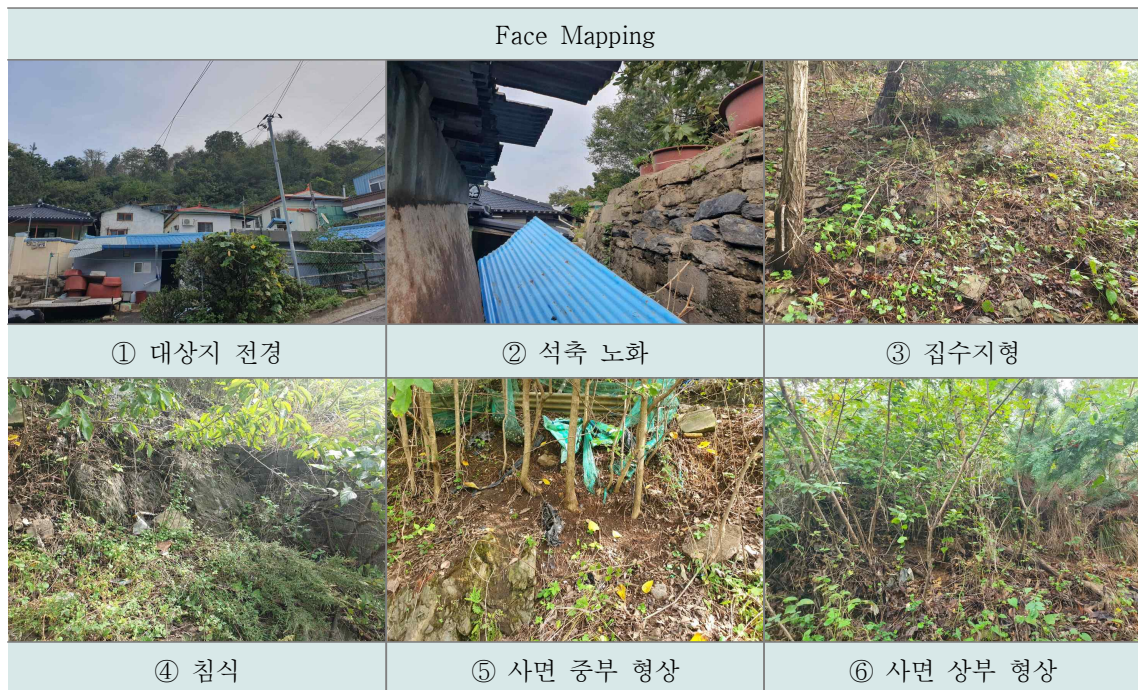 Face Mapping
① 대상지 전경
② 석축 노화
③ 집수지형
④ 침식
⑤ 사면 중부 형상
⑥ 사면 상부 형상